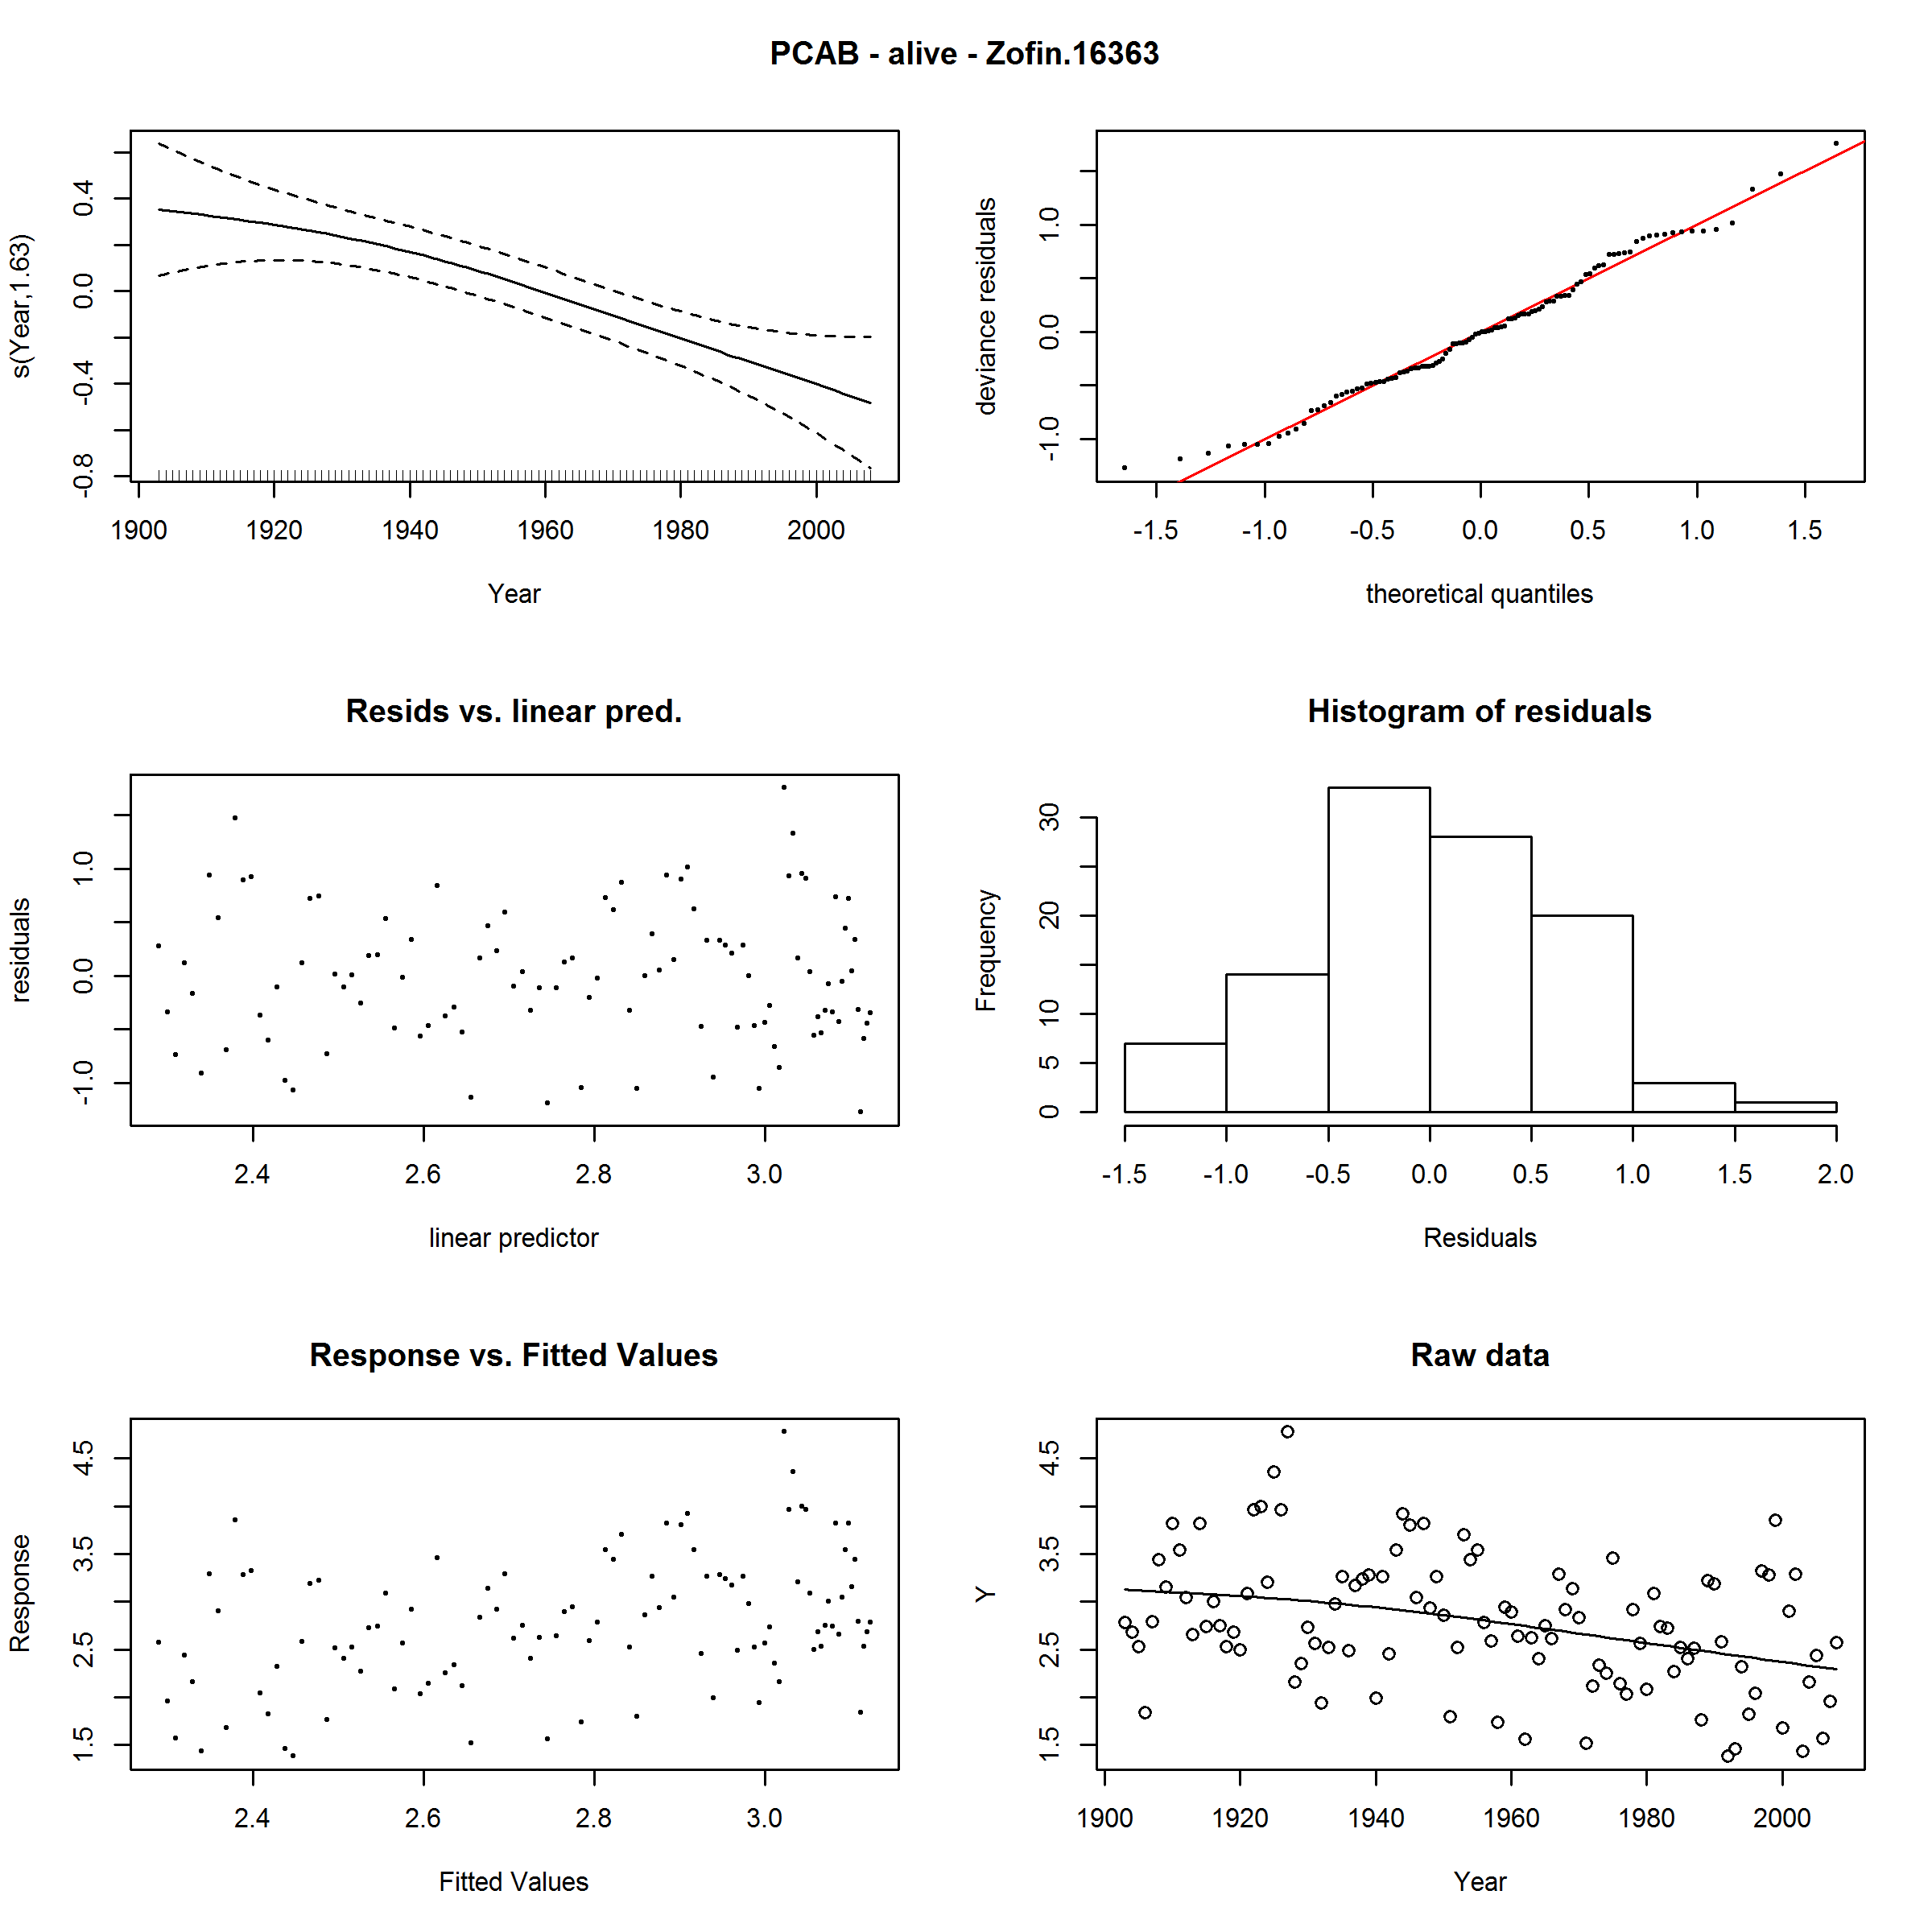 PCAB - alive - Zofin.16363
s(Year,1.63)
-0.8 -0.4 0.0 0.4
1900 1920 1940 1960 1980 2000
Year
deviance residuals
-1.0 0.0 1.0
-1.5 -1.0 -0.5 0.0 0.5 1.0 1.5
theoretical quantiles
Resids vs. linear pred.
residuals
-1.0 0.0 1.0
2.4 2.6 2.8 3.0
linear predictor
Histogram of residuals
Frequency
0 5 10 20 30
-1.5 -1.0 -0.5 0.0 0.5 1.0 1.5 2.0
Residuals
Response vs. Fitted Values
Response
1.5 2.5 3.5 4.5
2.4 2.6 2.8 3.0
Fitted Values
Raw data
Y
1.5 2.5 3.5 4.5
1900 1920 1940 1960 1980 2000
Year